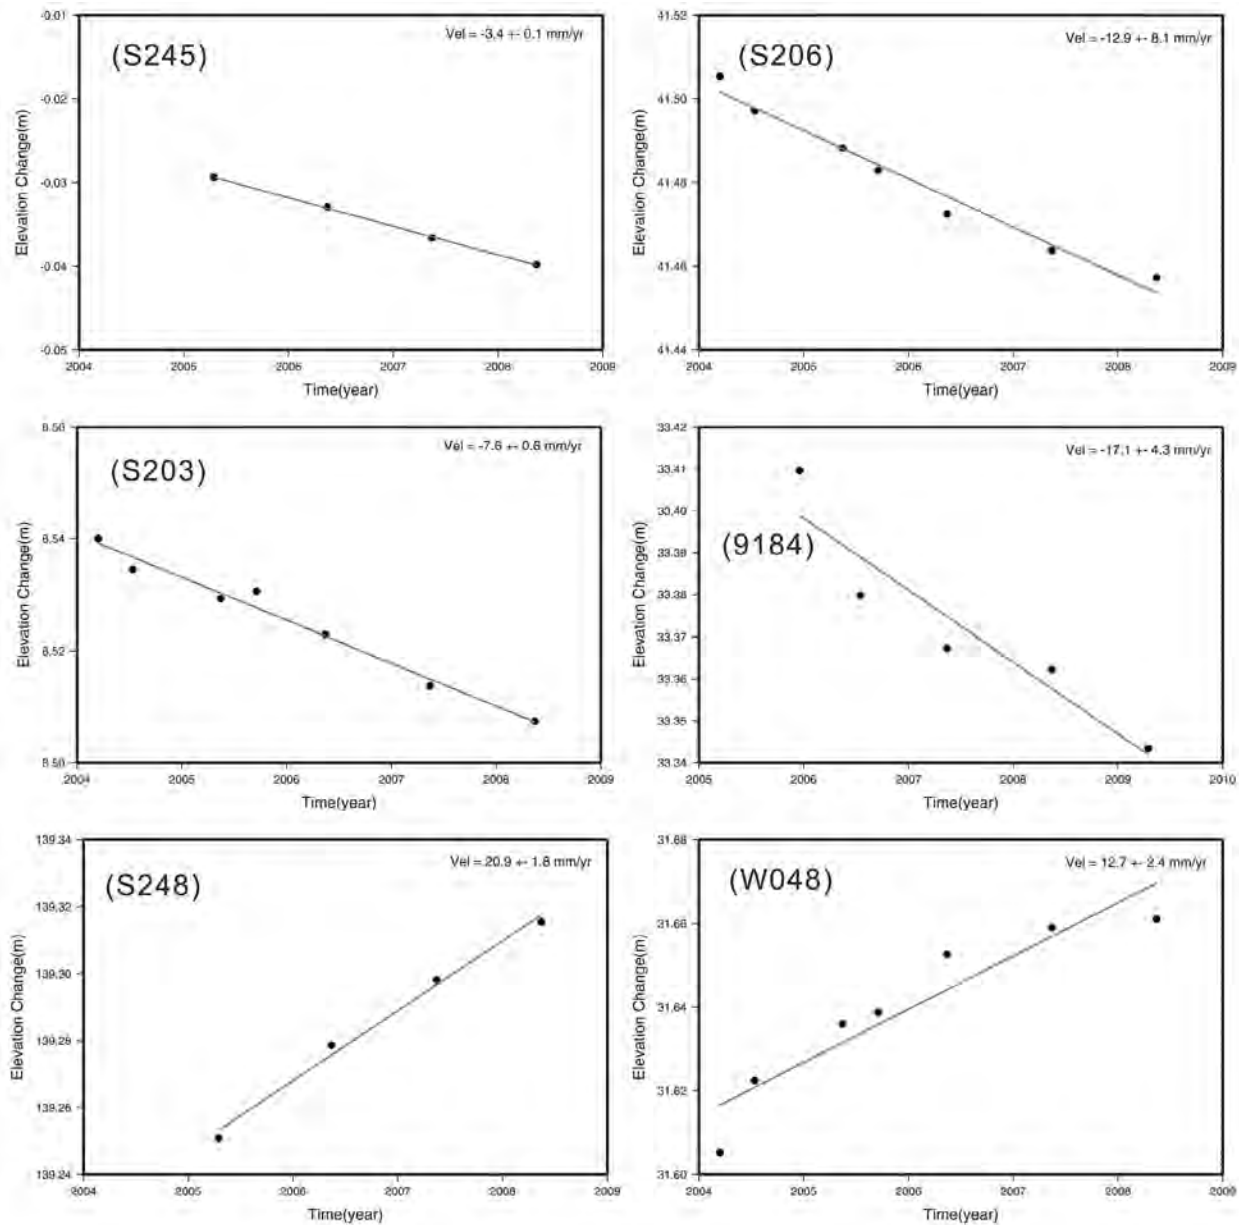 -0.01
Vel = -3.4 +- 0.1 mm/yr
(S245)
-0.02
-0.03
-0.04
-0.05
Elevation Change(m)
2004 2005 2006 2007 2008 2009
Time(year)
41.52
Vel = -12.9 +- 8.1 mm/yr
(S206)
41.50
41.48
41.46
41.44
Elevation Change(m)
2004 2005 2006 2007 2008 2009
Time(year)
8.56
Vel = -7.6 +- 0.6 mm/yr
(S203)
8.54
8.52
8.50
Elevation Change(m)
2004 2005 2006 2007 2008 2009
Time(year)
33.42
Vel = -17.1 +- 4.3 mm/yr
33.41
33.40
(9184)
33.39
33.38
33.37
33.36
33.35
33.34
Elevation Change(m)
2005 2006 2007 2008 2009 2010
Time(year)
139.34
Vel = 20.9 +- 1.8 mm/yr
(S248)
139.32
139.30
139.28
139.26
139.24
Elevation Change(m)
2004 2005 2006 2007 2008 2009
Time(year)
31.68
Vel = 12.7 +- 2.4 mm/yr
(W048)
31.66
31.64
31.62
31.60
Elevation Change(m)
2004 2005 2006 2007 2008 2009
Time(year)